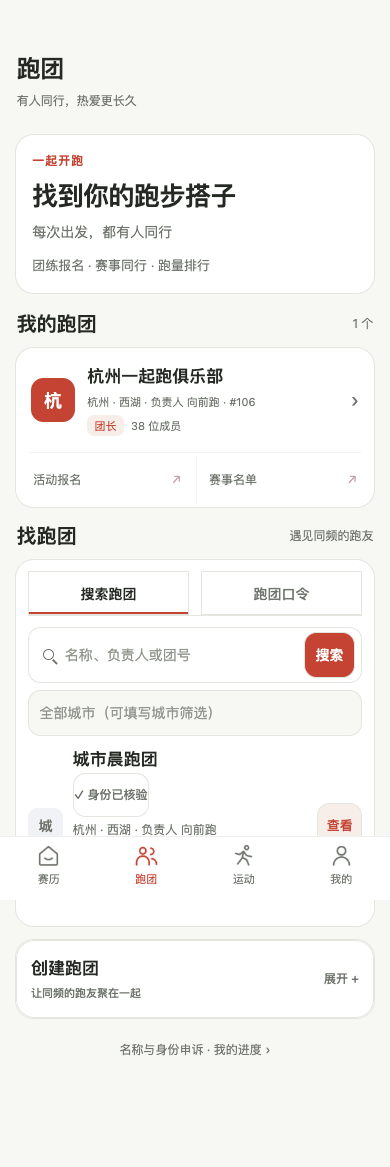 跑团
有人同行，热爱更长久
一起开跑
找到你的跑步搭子
每次出发，都有人同行
团练报名 · 赛事同行 · 跑量排行
我的跑团
1 个
杭
杭州一起跑俱乐部
杭州 · 西湖 · 负责人 向前跑 · #106
团长 38 位成员
活动报名 ↗
赛事名单 ↗
找跑团
遇见同频的跑友
搜索跑团
跑团口令
名称、负责人或团号
搜索
全部城市（可填写城市筛选）
城市晨跑团
✓ 身份已核验
城
杭州 · 西湖 · 负责人 向前跑
查看
赛历
跑团
运动
我的
创建跑团
让同频的跑友聚在一起
展开 +
名称与身份申诉 · 我的进度 ›